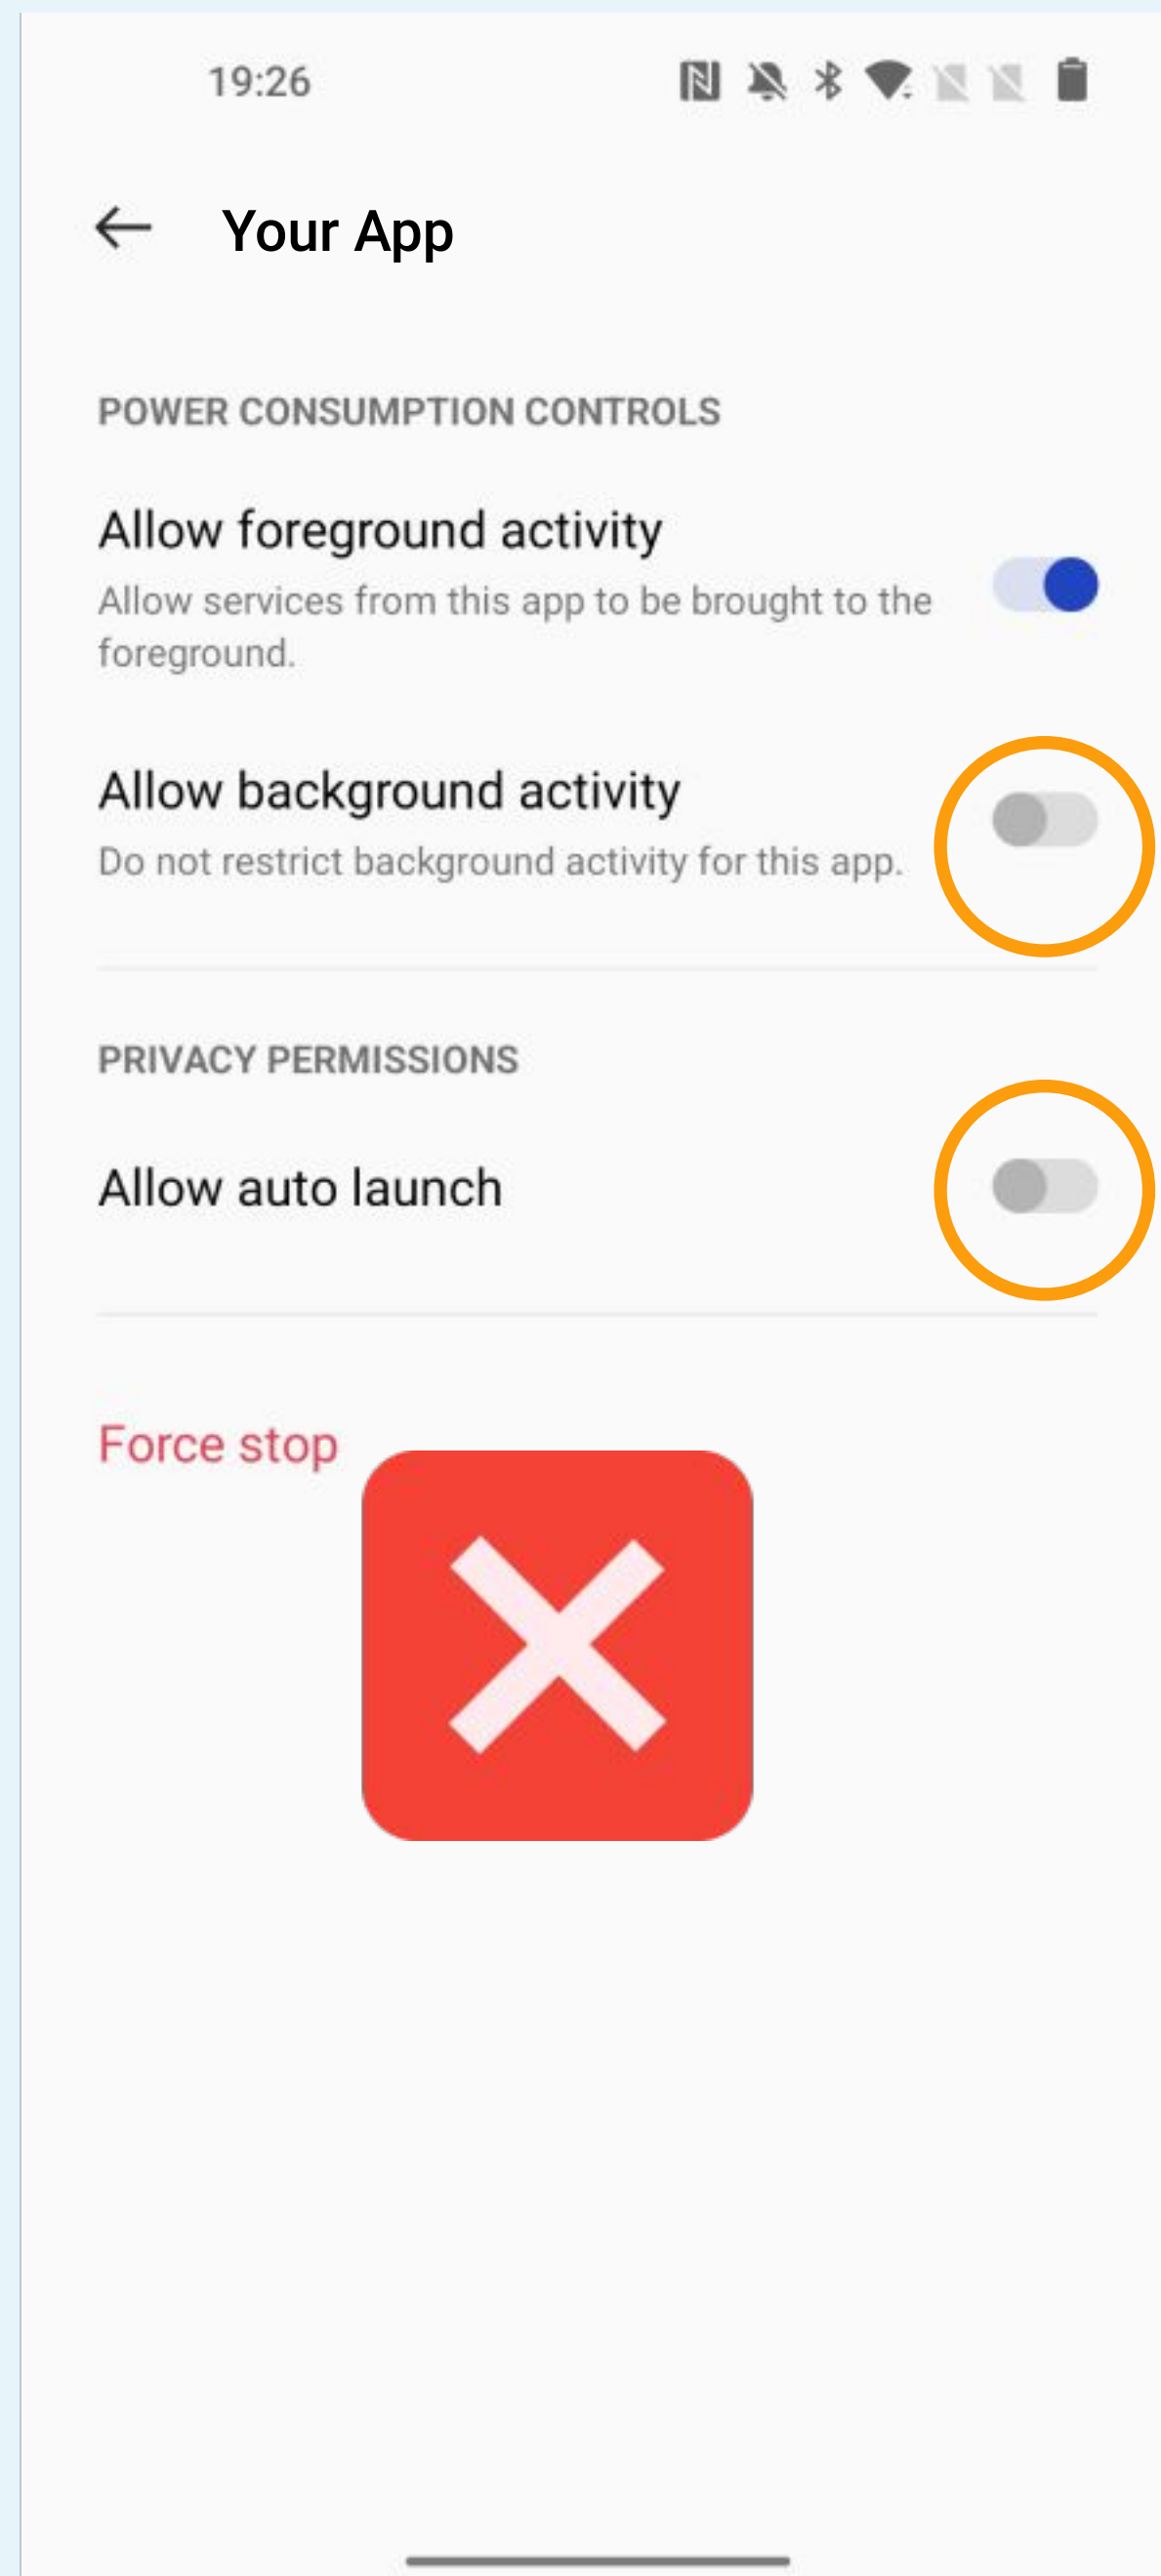 19:26
Your App
POWER CONSUMPTION CONTROLS
Allow foreground activity
Allow services from this app to be brought to the
foreground.
Allow background activity
Do not restrict background activity for this app.
PRIVACY PERMISSIONS
Allow auto launch
Force stop